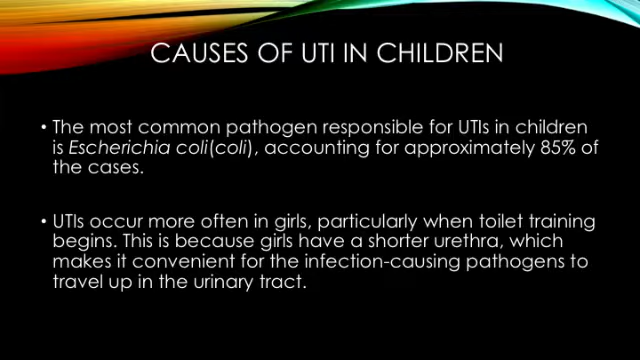 CAUSES OF UTI IN CHILDREN
• The most common pathogen responsible for UTIs in children
is Escherichia coli(coli), accounting for approximately 85% of
the cases.
• UTIs occur more often in girls, particularly when toilet training
begins. This is because girls have a shorter urethra, which
makes it convenient for the infection-causing pathogens to
travel up in the urinary tract.